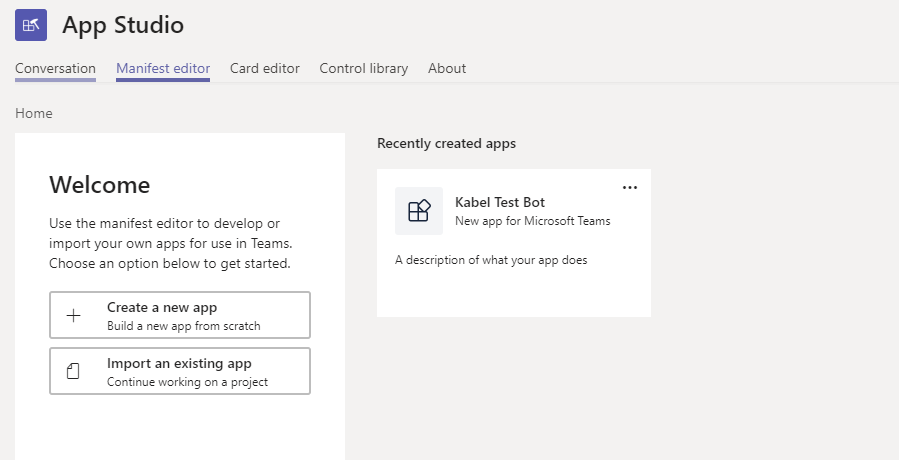 App Studio
Conversation Manifest editor Card editor Control library About
Home
Welcome
Use the manifest editor to develop or
import your own apps for use in Teams.
Choose an option below to get started.
Create a new app
Build a new app from scratch
Import an existing app
Continue working on a project
Recently created apps
Kabel Test Bot
New app for Microsoft Teams
A description of what your app does